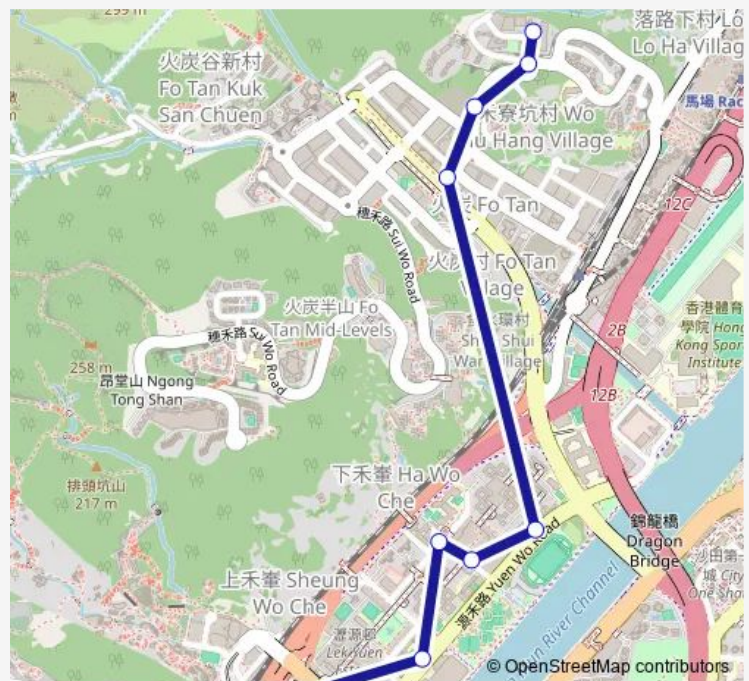 299 m
落路下村 Lo
Lo Ha Villag
火炭谷新村
Fo Tan Kuk
San Chuen
馬場 Rac
禾寮坑村 Wo
Hang Village
12C
火炭 Fo Tan
穗禾路 Sui Wo Road
火炭村 Fo Tan
Village
火炭半山 Fo
Tan Mid-Levels
穗禾路 Sui Wo Road
2B
香港體育
學院 Hong
Kong Spor
Institute
258 m
昂堂山 Ngong
Tong Shan
12B
排頭坑山
217 m
下禾輋 Ha Wo
Che
錦龍橋
Dragon
Bridge
沙田第一
城 City
One Sha
源禾路 Yuen Wo Road
上禾輋 Sheung
Wo Che
瀝源邨
Lek Yuen
River Channel
© OpenStreetMap contributors